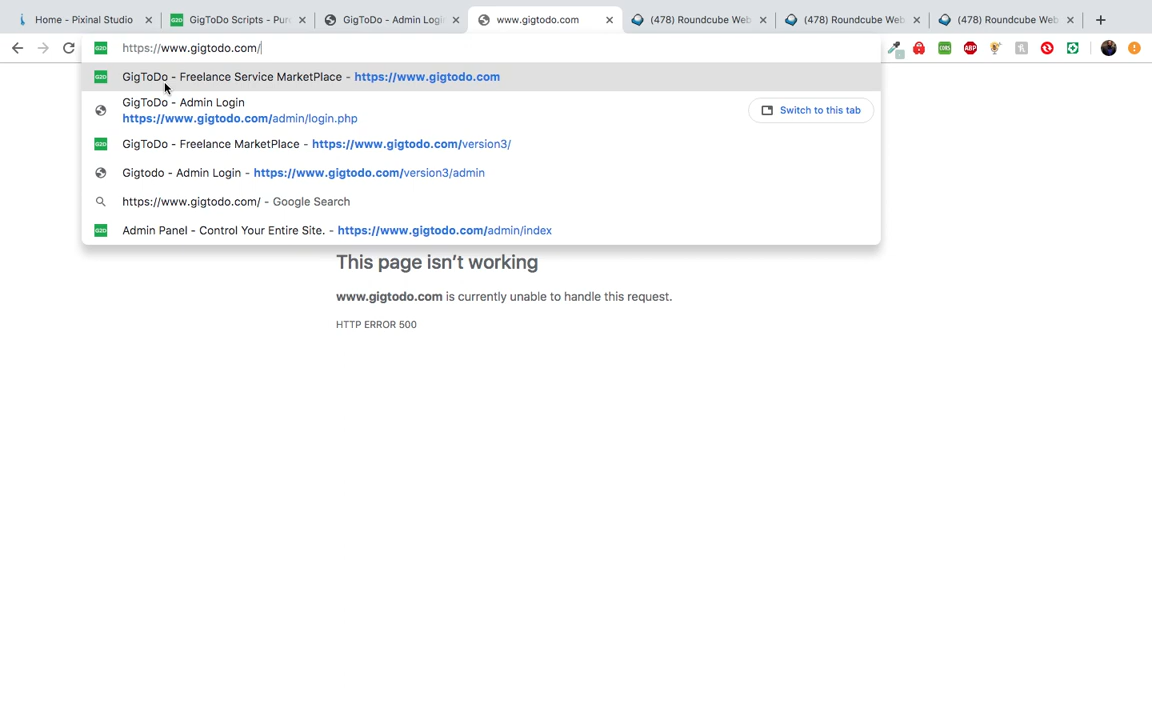 Home - Pixinal Studio
GigToDo Scripts - Pur
GigToDo - Admin Login
www.gigtodo.com
(478) Roundcube Web
(478) Roundcube Web
(478) Roundcube Web
https://www.gigtodo.com/
GigToDo - Freelance Service MarketPlace - https://www.gigtodo.com
GigToDo - Admin Login
https://www.gigtodo.com/admin/login.php
Switch to this tab
GigToDo - Freelance MarketPlace - https://www.gigtodo.com/version3/
Gigtodo - Admin Login - https://www.gigtodo.com/version3/admin
https://www.gigtodo.com/ - Google Search
Admin Panel - Control Your Entire Site. - https://www.gigtodo.com/admin/index
This page isn’t working
www.gigtodo.com is currently unable to handle this request.
HTTP ERROR 500